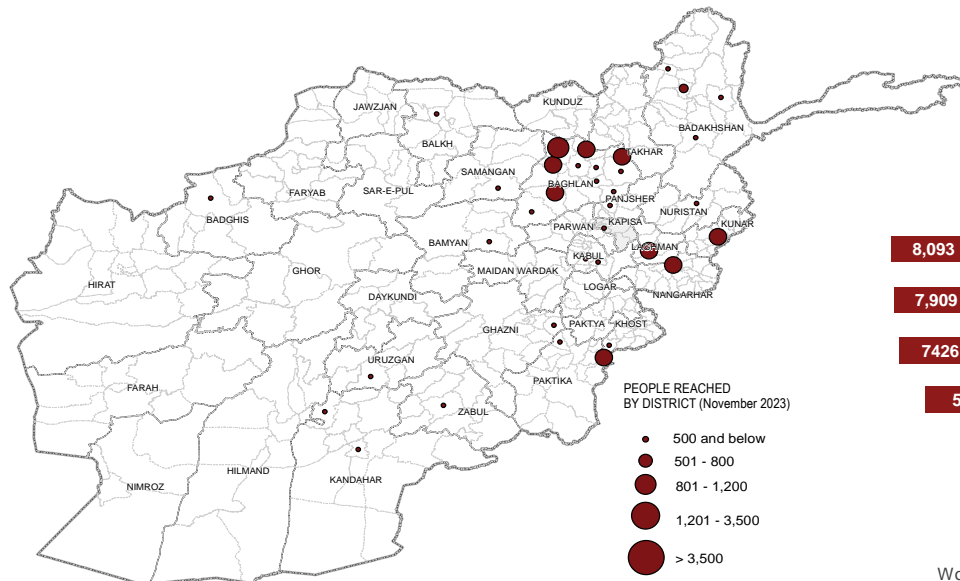 JAWZJAN
KUNDUZ
BALKH
BADAKHSHAN
TAKHAR
SAMANGAN
FARYAB
SAR-E-PUL
BAGHLAN
PANJSHER
NURISTAN
BADGHIS
PARWAN
KAPISA
KUNAR
BAMYAN
LAGHMAN
KABUL
HIRAT
GHOR
MAIDAN WARDAK
LOGAR
NANGARHAR
DAYKUNDI
GHAZNI
PAKTYA
KHOST
URUZGAN
FARAH
PAKTIKA
ZABUL
NIMROZ
HILMAND
KANDAHAR
PEOPLE REACHED
BY DISTRICT (November 2023)
500 and below
501 - 800
801 - 1,200
1,201 - 3,500
> 3,500
8,093
7,909
7426
5
Wo